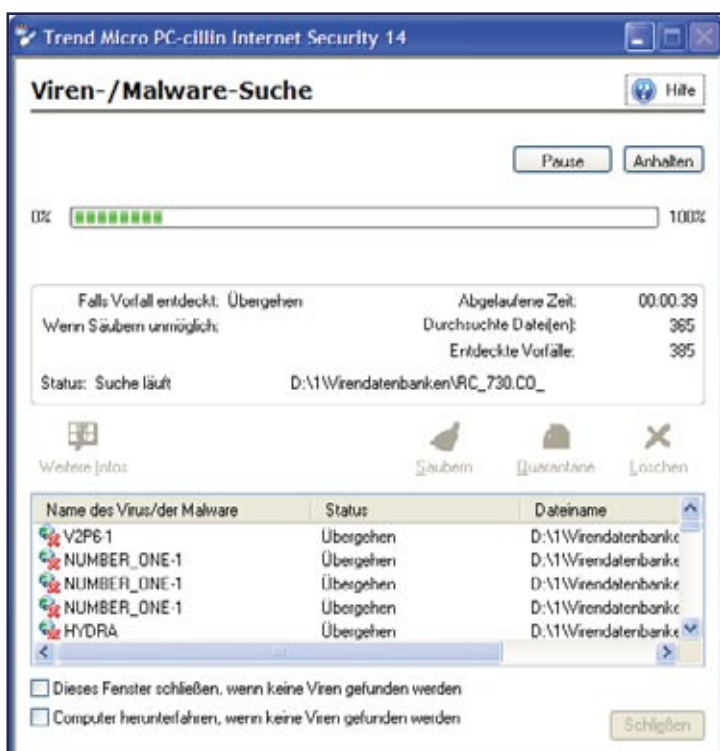 Trend Micro PC-cillin Internet Security 14
Viren-/Malware-Suche
Hilfe
Pause
Anhalten
0%
100%
Falls Vorfall entdeckt: Übergehen
Abgelaufene Zeit:
00:00:39
Wenn Säubern unmöglich:
Durchsuchte Datei[en]:
365
Entdeckte Vorfälle:
385
Status: Suche läuft
D:\1\Virendatenbanken\RC_730.CO_
Weitere Infos
Säubern
Quarantäne
Löschen
Name des Virus/der Malware
Status
Dateiname
V2P6-1
Übergehen
D:\1\Virendatenbanke
NUMBER_ONE-1
Übergehen
D:\1\Virendatenbanke
NUMBER_ONE-1
Übergehen
D:\1\Virendatenbanke
NUMBER_ONE-1
Übergehen
D:\1\Virendatenbanke
HYDRA
Übergehen
D:\1\Virendatenbanke
Dieses Fenster schließen, wenn keine Viren gefunden werden
Computer herunterfahren, wenn keine Viren gefunden werden
Schließen